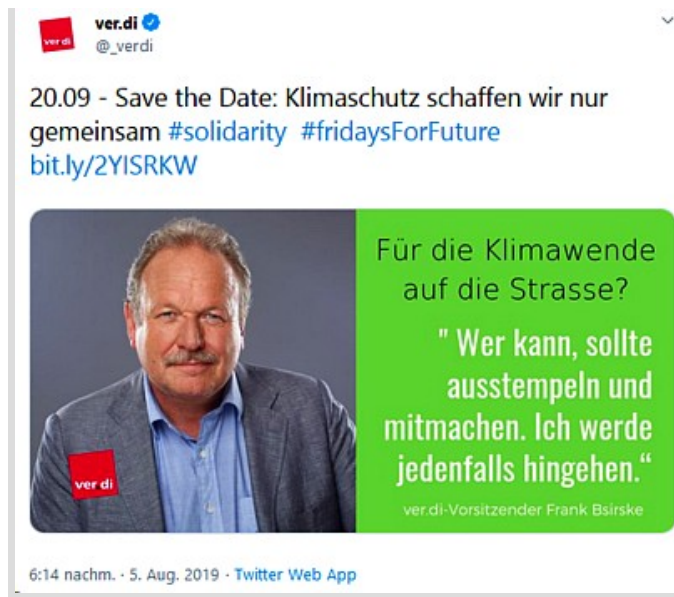 ver.di
@_verdi
ver di
20.09 - Save the Date: Klimaschutz schaffen wir nur
gemeinsam #solidarity #fridaysForFuture
bit.ly/2YISRKW
Für die Klimawende
auf die Strasse?
" Wer kann, sollte
ausstempeln und
mitmachen. Ich werde
jedenfalls hingehen.“
ver.di-Vorsitzender Frank Bsirske
ver di
6:14 nachm. · 5. Aug. 2019 · Twitter Web App